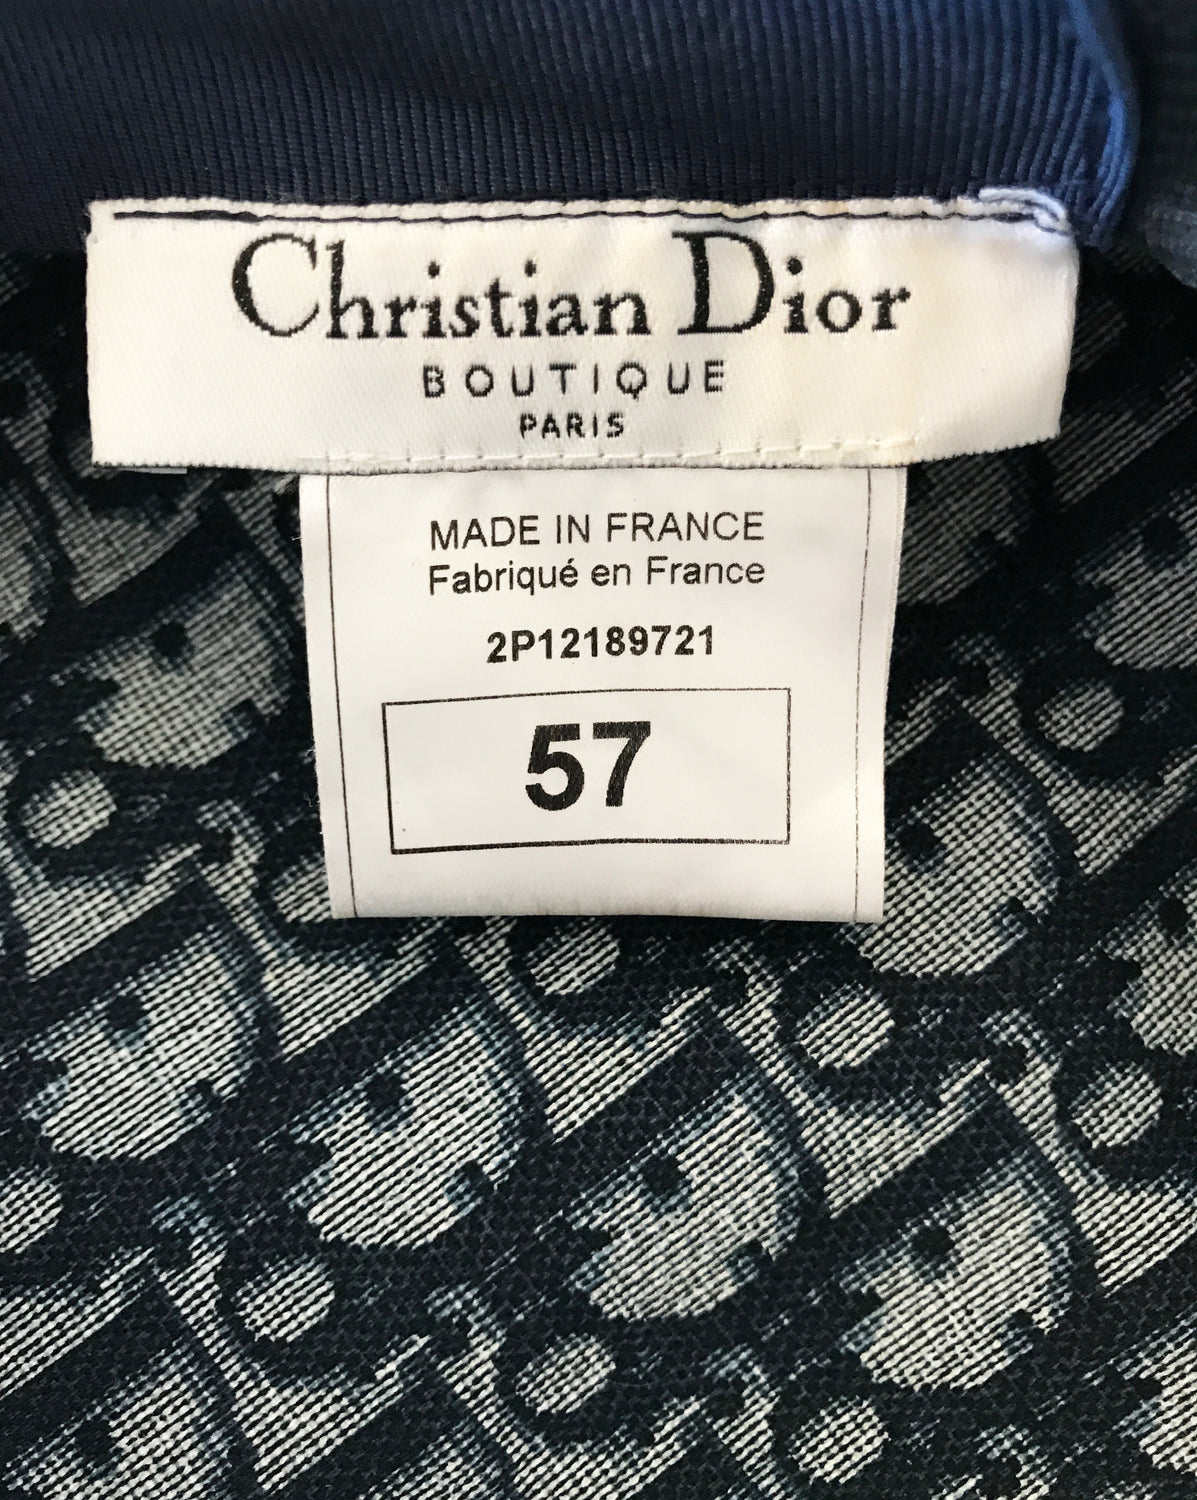 Christian Dior
BOUTIQUE
PARIS
MADE IN FRANCE
Fabriqué en France
2P12189721
57